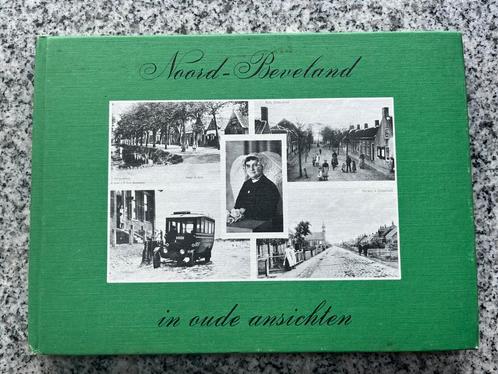 Noord-Beveland
in oude ansichten